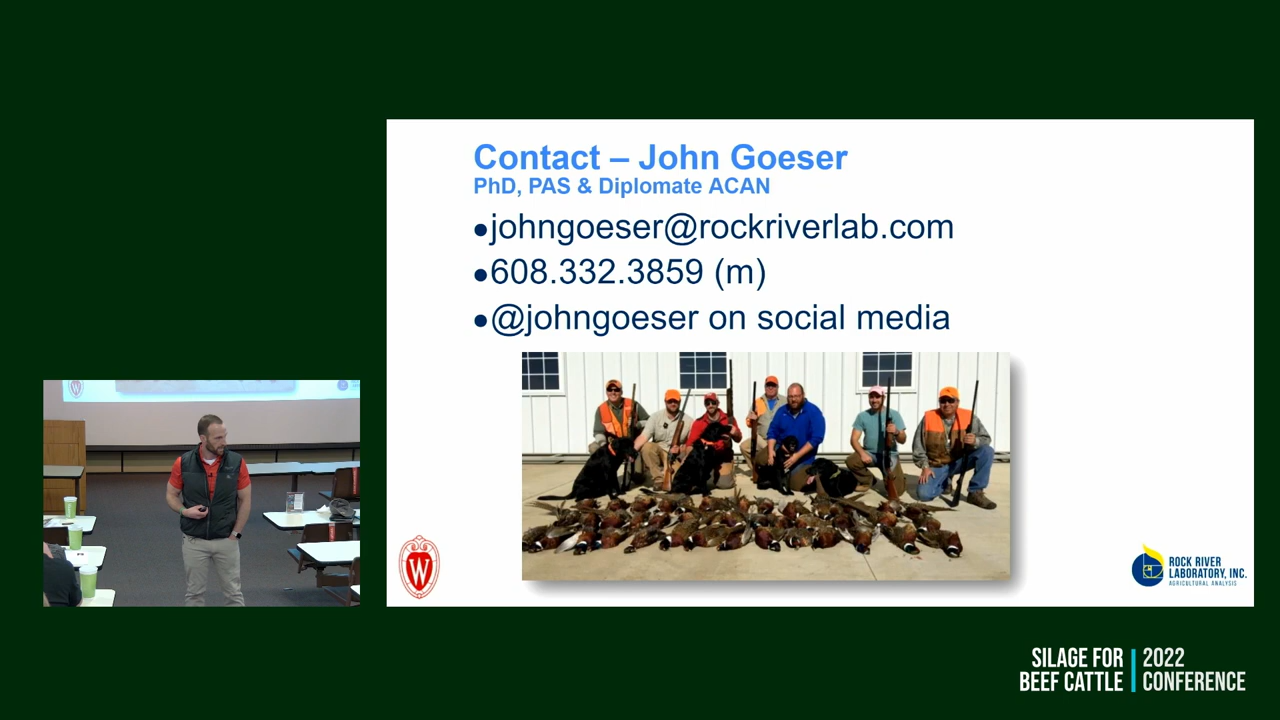 Contact – John Goeser
PhD, PAS & Diplomate ACAN
•johngoeser@rockriverlab.com
•608.332.3859 (m)
•@johngoeser on social media
W
ROCK RIVER
LABORATORY, INC.
AGRICULTURAL ANALYSIS
W
SILAGE FOR
BEEF CATTLE
2022
CONFERENCE